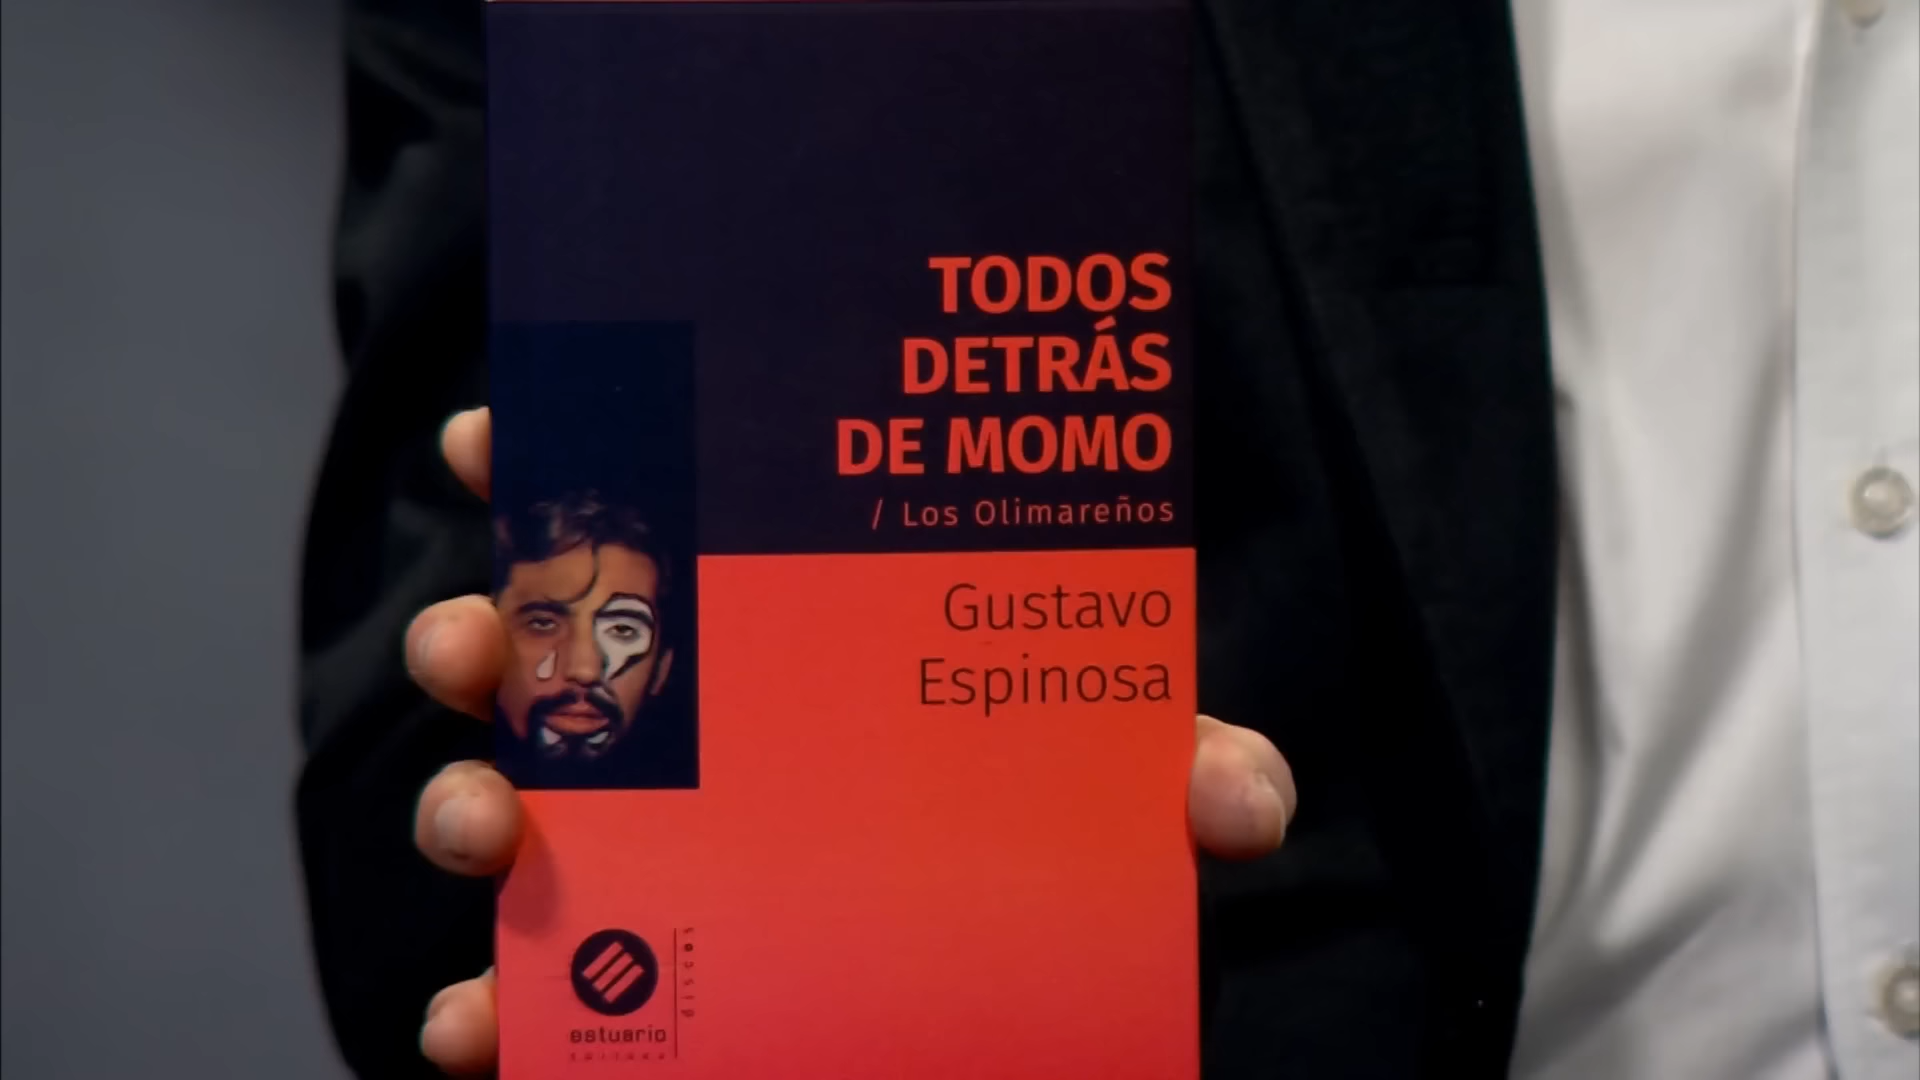 TODOS
DETRÁS
DE MOMO
/ Los Olimareños
Gustavo
Espinosa
estuario
editora
discos